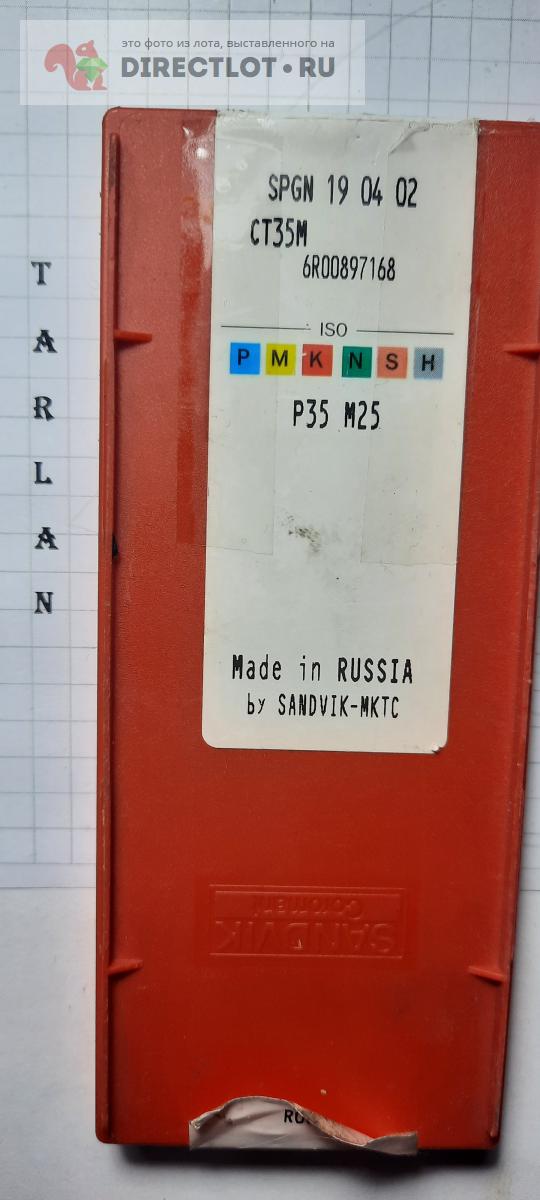 это фото из лота, выставленного на
DIRECTLOT.RU
SPGN 19 04 02
CT35M
6R00897168
ISO
P M K N S H
P35 M25
T
A
R
L
A
N
Made in RUSSIA
by SANDVIK-MKTC
SANDVIK
Coromant